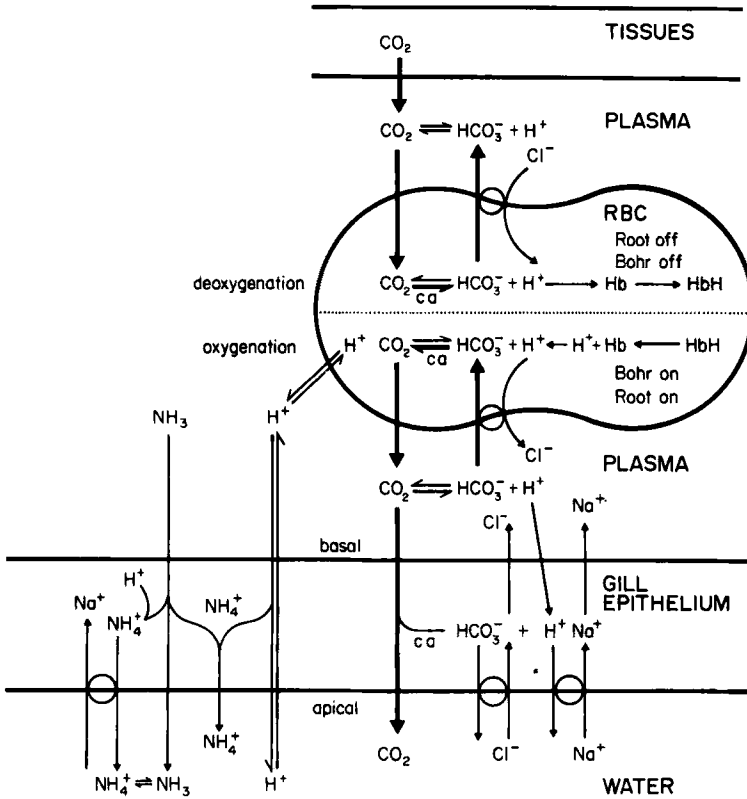 TISSUES
CO₂
PLASMA
CO₂ ⇌ HCO₃⁻ + H⁺
Cl⁻
RBC
Root off
Bohr off
deoxygenation
CO₂ ⇌ HCO₃⁻ + H⁺ → Hb → HbH
ca
oxygenation
H⁺ CO₂ ⇌ HCO₃⁻ + H⁺ ← H⁺ + Hb ← HbH
ca
Bohr on
Root on
NH₃
H⁺
Cl⁻
PLASMA
CO₂ ⇌ HCO₃⁻ + H⁺
Cl⁻
Na⁺
basal
GILL
EPITHELIUM
H⁺
Na⁺
NH₄⁺
NH₄⁺
ca
HCO₃⁻ + H⁺
Na⁺
apical
NH₄⁺
CO₂
Cl⁻
Na⁺
NH₄⁺ ⇌ NH₃
H⁺
WATER